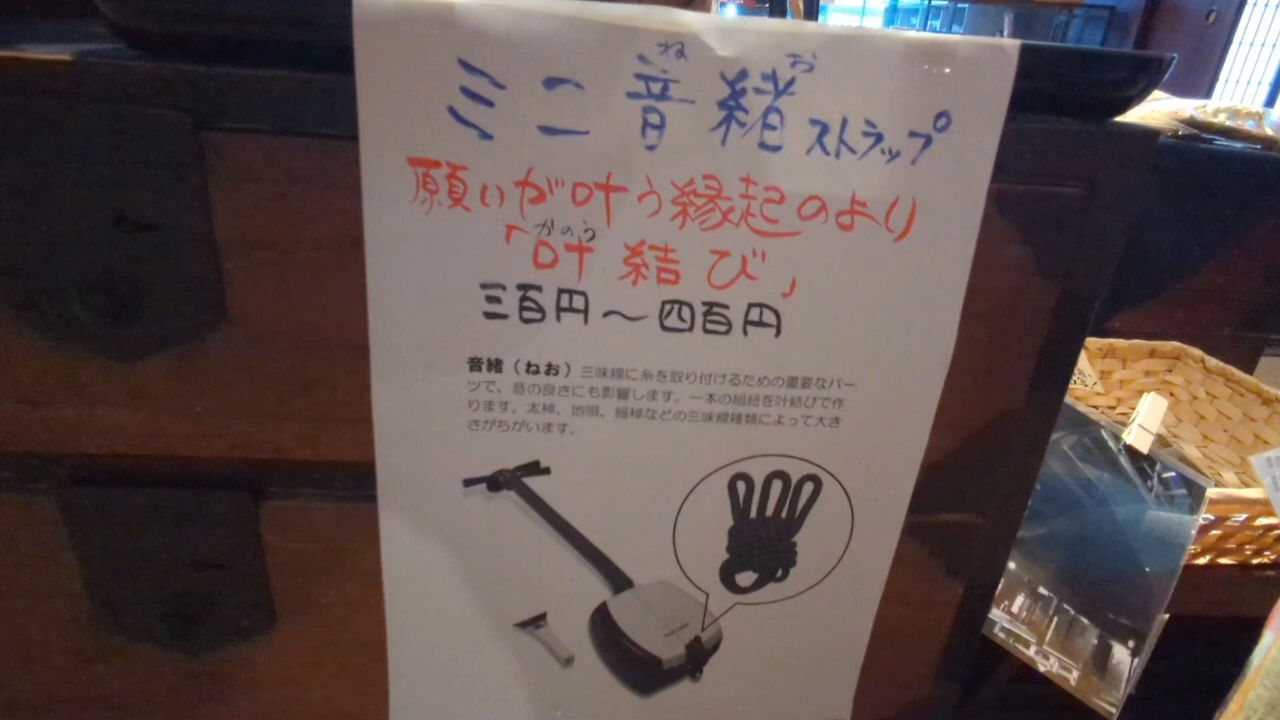 ミニ音緒ストラップ
ねお
願いが叶う縁起のより
「叶結び」
かのう
三百円〜四百円
音緒（ねお）三味線に糸を取り付けるための重要なパー
ツで、音の良さにも影響します。一本の組紐を叶結びで作
ります。太棹、地唄、細棹などの三味線種類によって大き
さがちがいます。